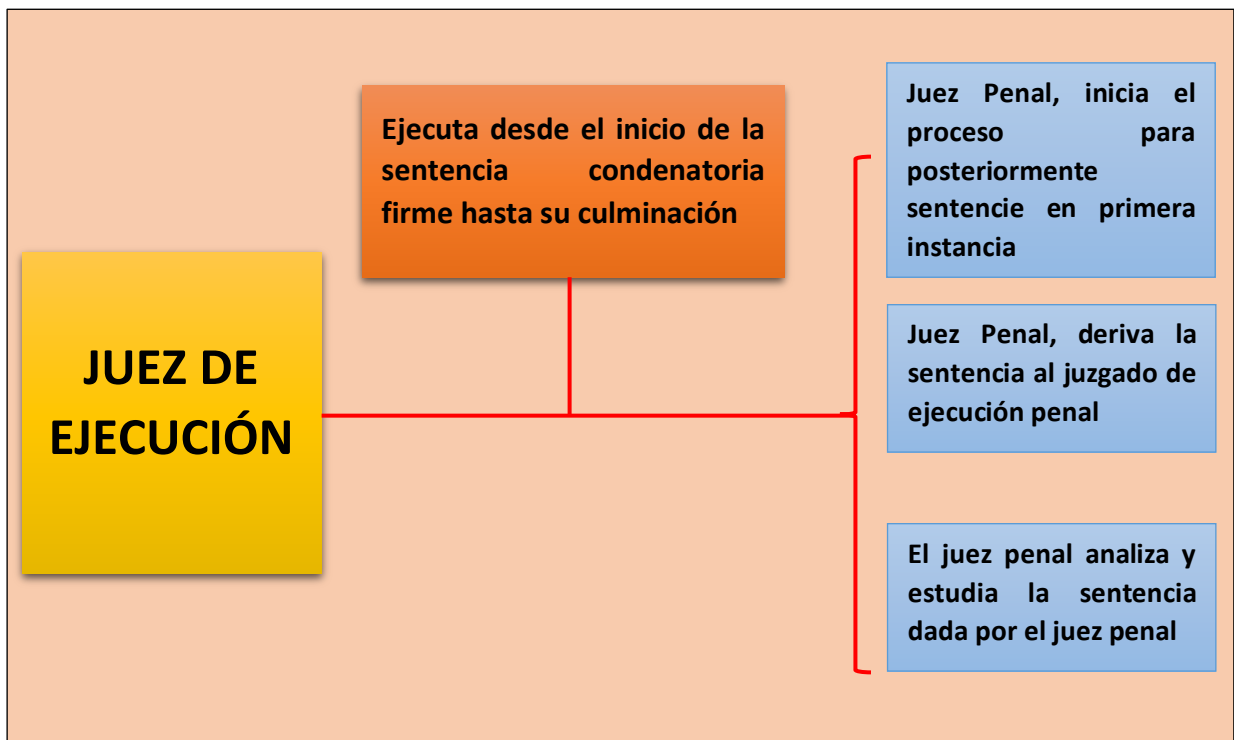 JUEZ DE
EJECUCIÓN
Ejecuta desde el inicio de la
sentencia condenatoria
firme hasta su culminación
Juez Penal, inicia el
proceso para
posteriormente
sentencie en primera
instancia
Juez Penal, deriva la
sentencia al juzgado de
ejecución penal
El juez penal analiza y
estudia la sentencia
dada por el juez penal